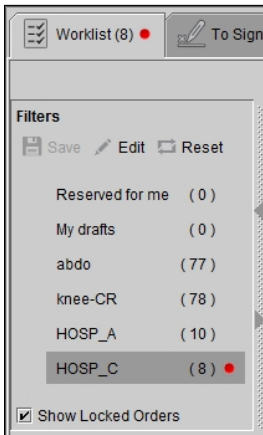 Worklist (8) To Sign
Filters
Save Edit Reset
Reserved for me (0)
My drafts (0)
abdo (77)
knee-CR (78)
HOSP_A (10)
HOSP_C (8)
Show Locked Orders